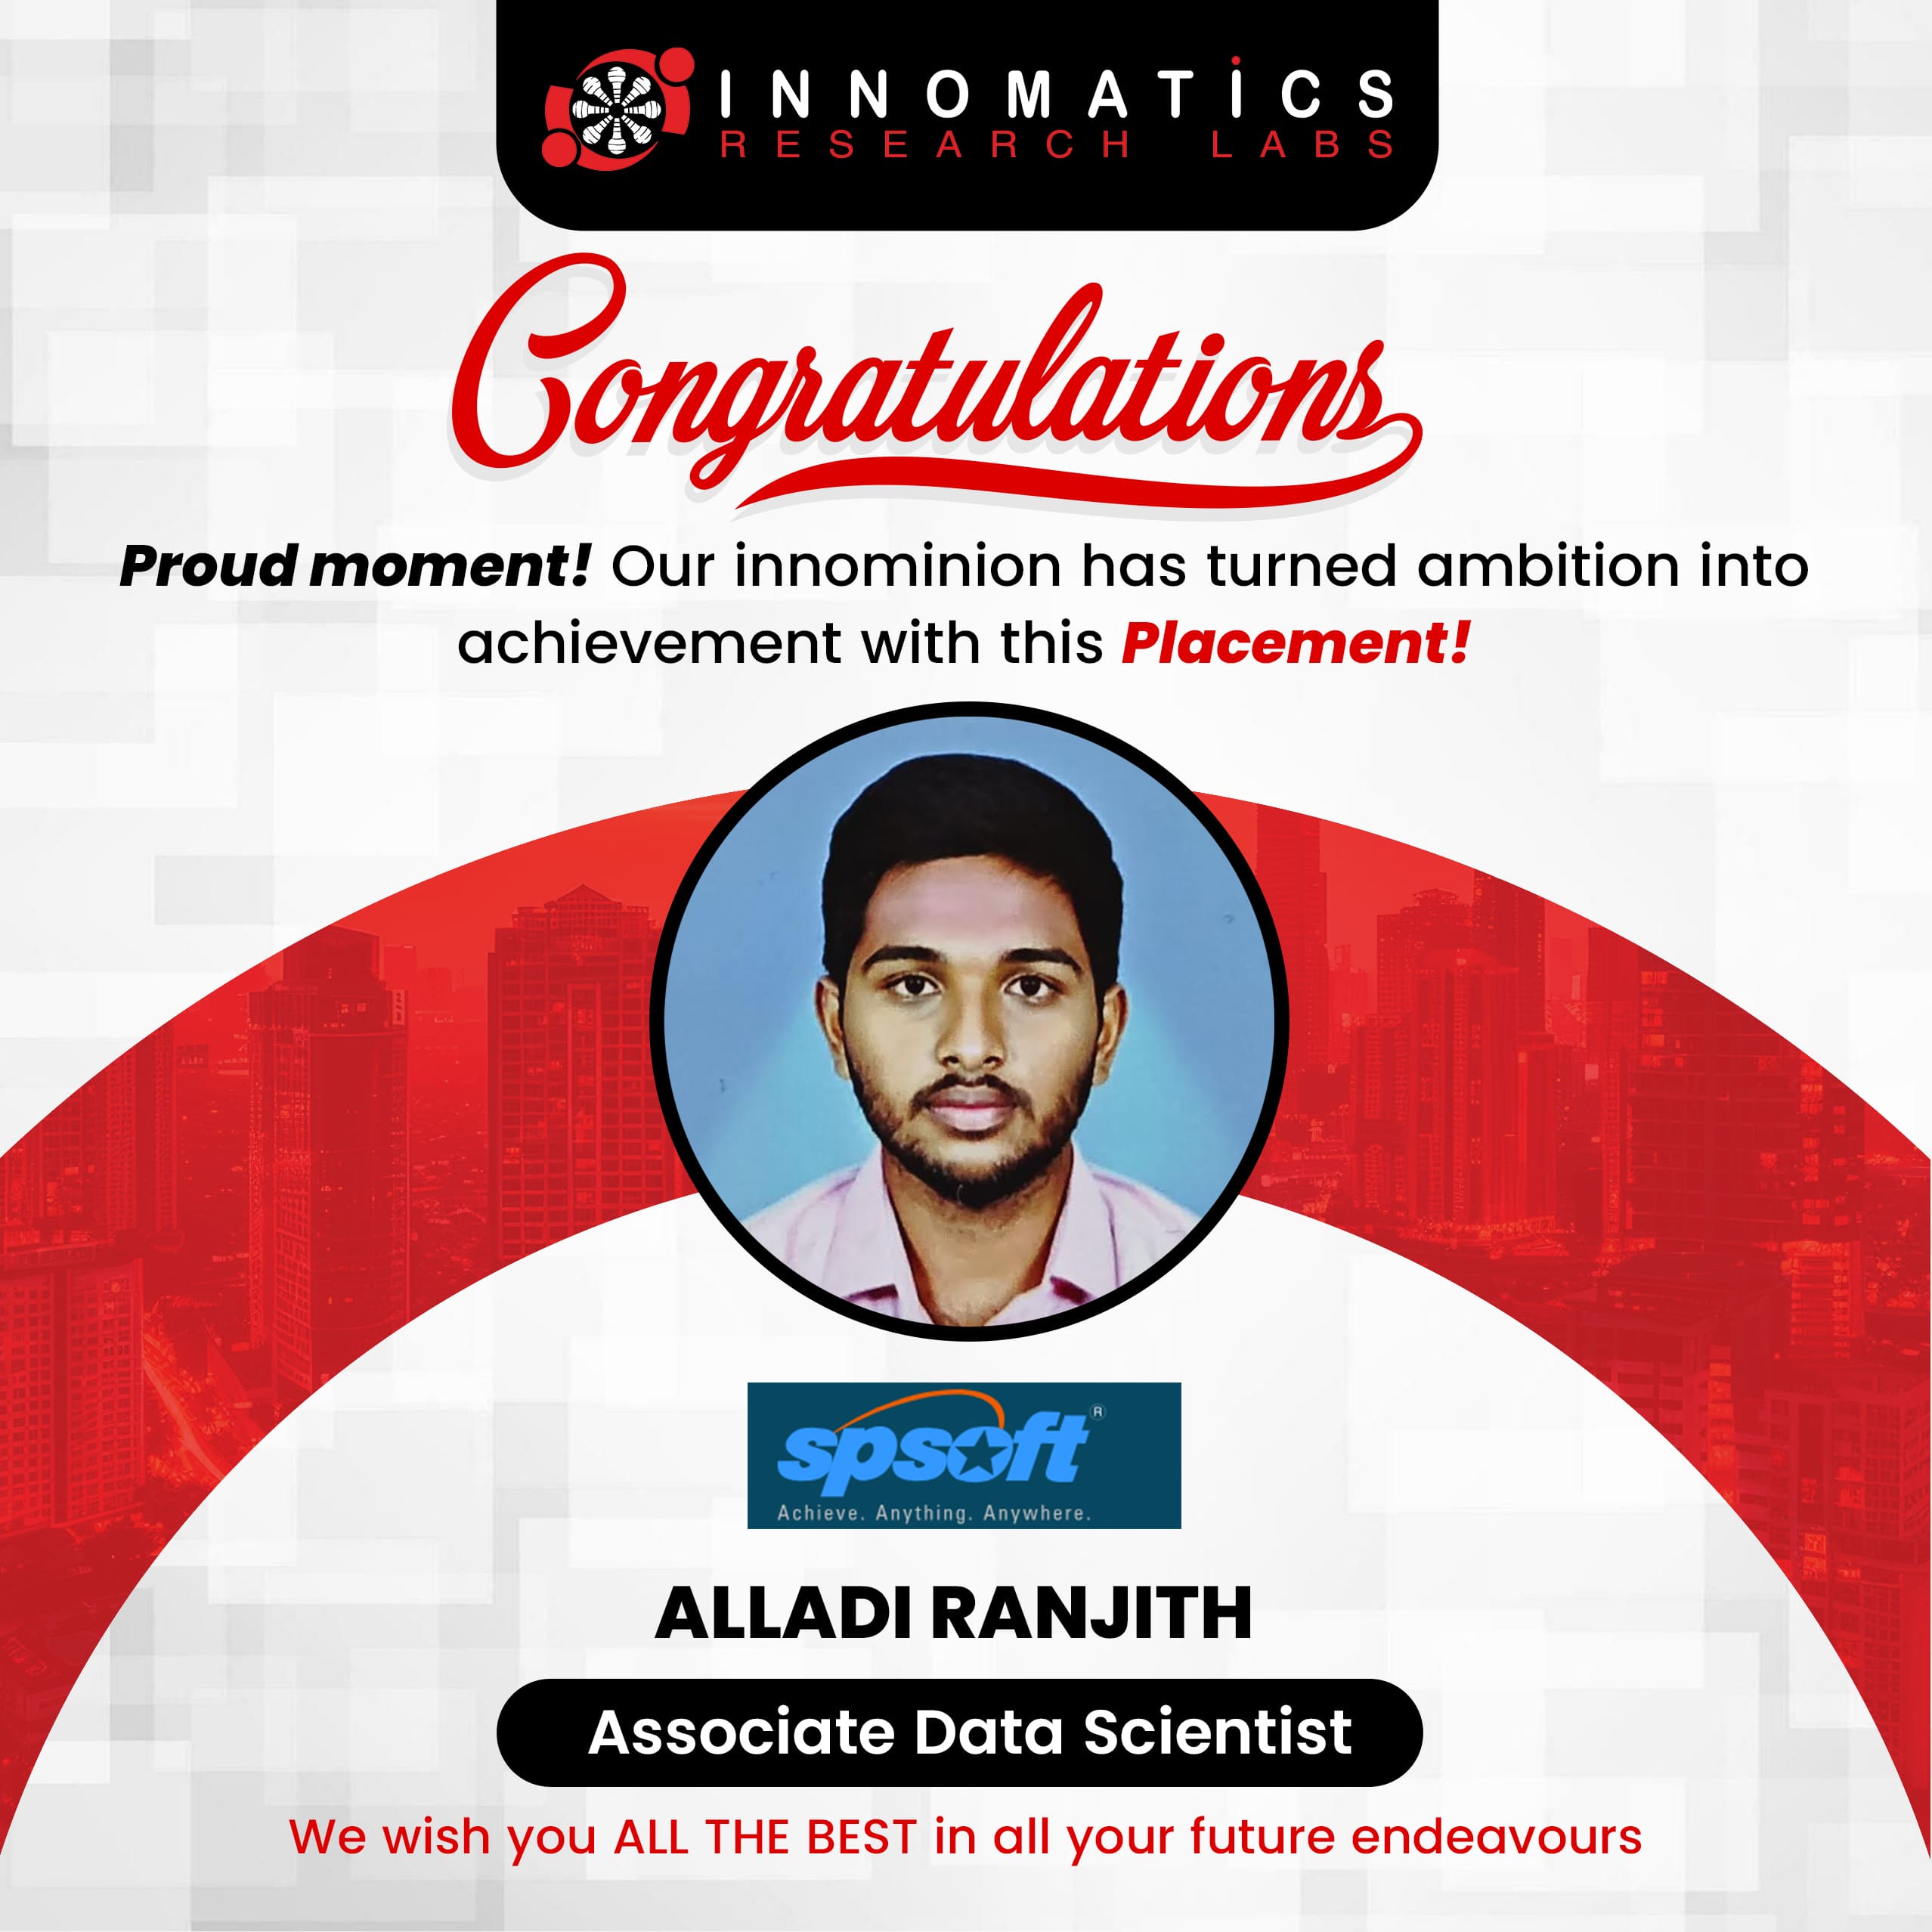 INNOMATICS
RESEARCH LABS
Congratulations
Proud moment! Our innominion has turned ambition into
achievement with this Placement!
spsoft®
Achieve. Anything. Anywhere.
ALLADI RANJITH
Associate Data Scientist
We wish you ALL THE BEST in all your future endeavours